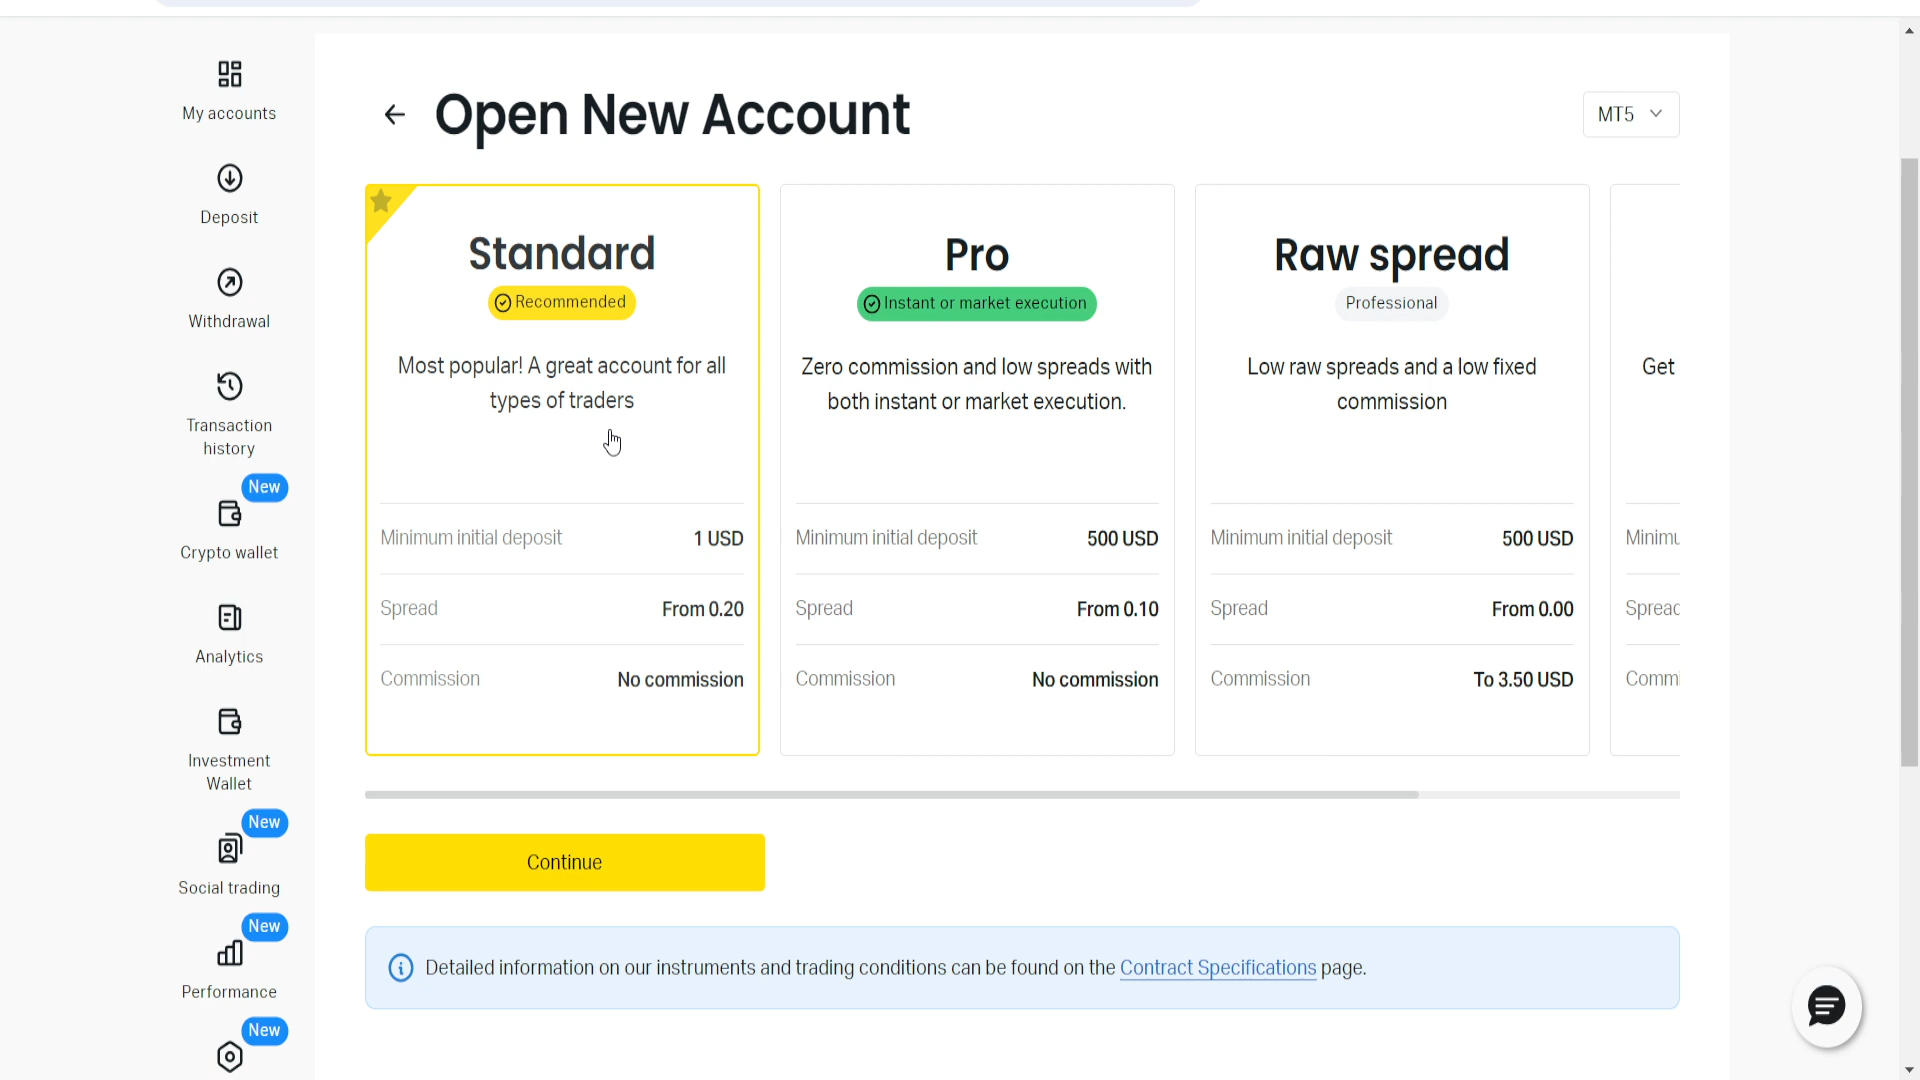 My accounts
Deposit
Withdrawal
Transaction
history
New
Crypto wallet
Analytics
Investment
Wallet
New
Social trading
New
Performance
New
Open New Account
MT5
Standard
Recommended
Most popular! A great account for all
types of traders
Minimum initial deposit 1 USD
Spread From 0.20
Commission No commission
Pro
Instant or market execution
Zero commission and low spreads with
both instant or market execution.
Minimum initial deposit 500 USD
Spread From 0.10
Commission No commission
Raw spread
Professional
Low raw spreads and a low fixed
commission
Minimum initial deposit 500 USD
Spread From 0.00
Commission To 3.50 USD
Get
Minimu
Spread
Commi
Continue
Detailed information on our instruments and trading conditions can be found on the Contract Specifications page.